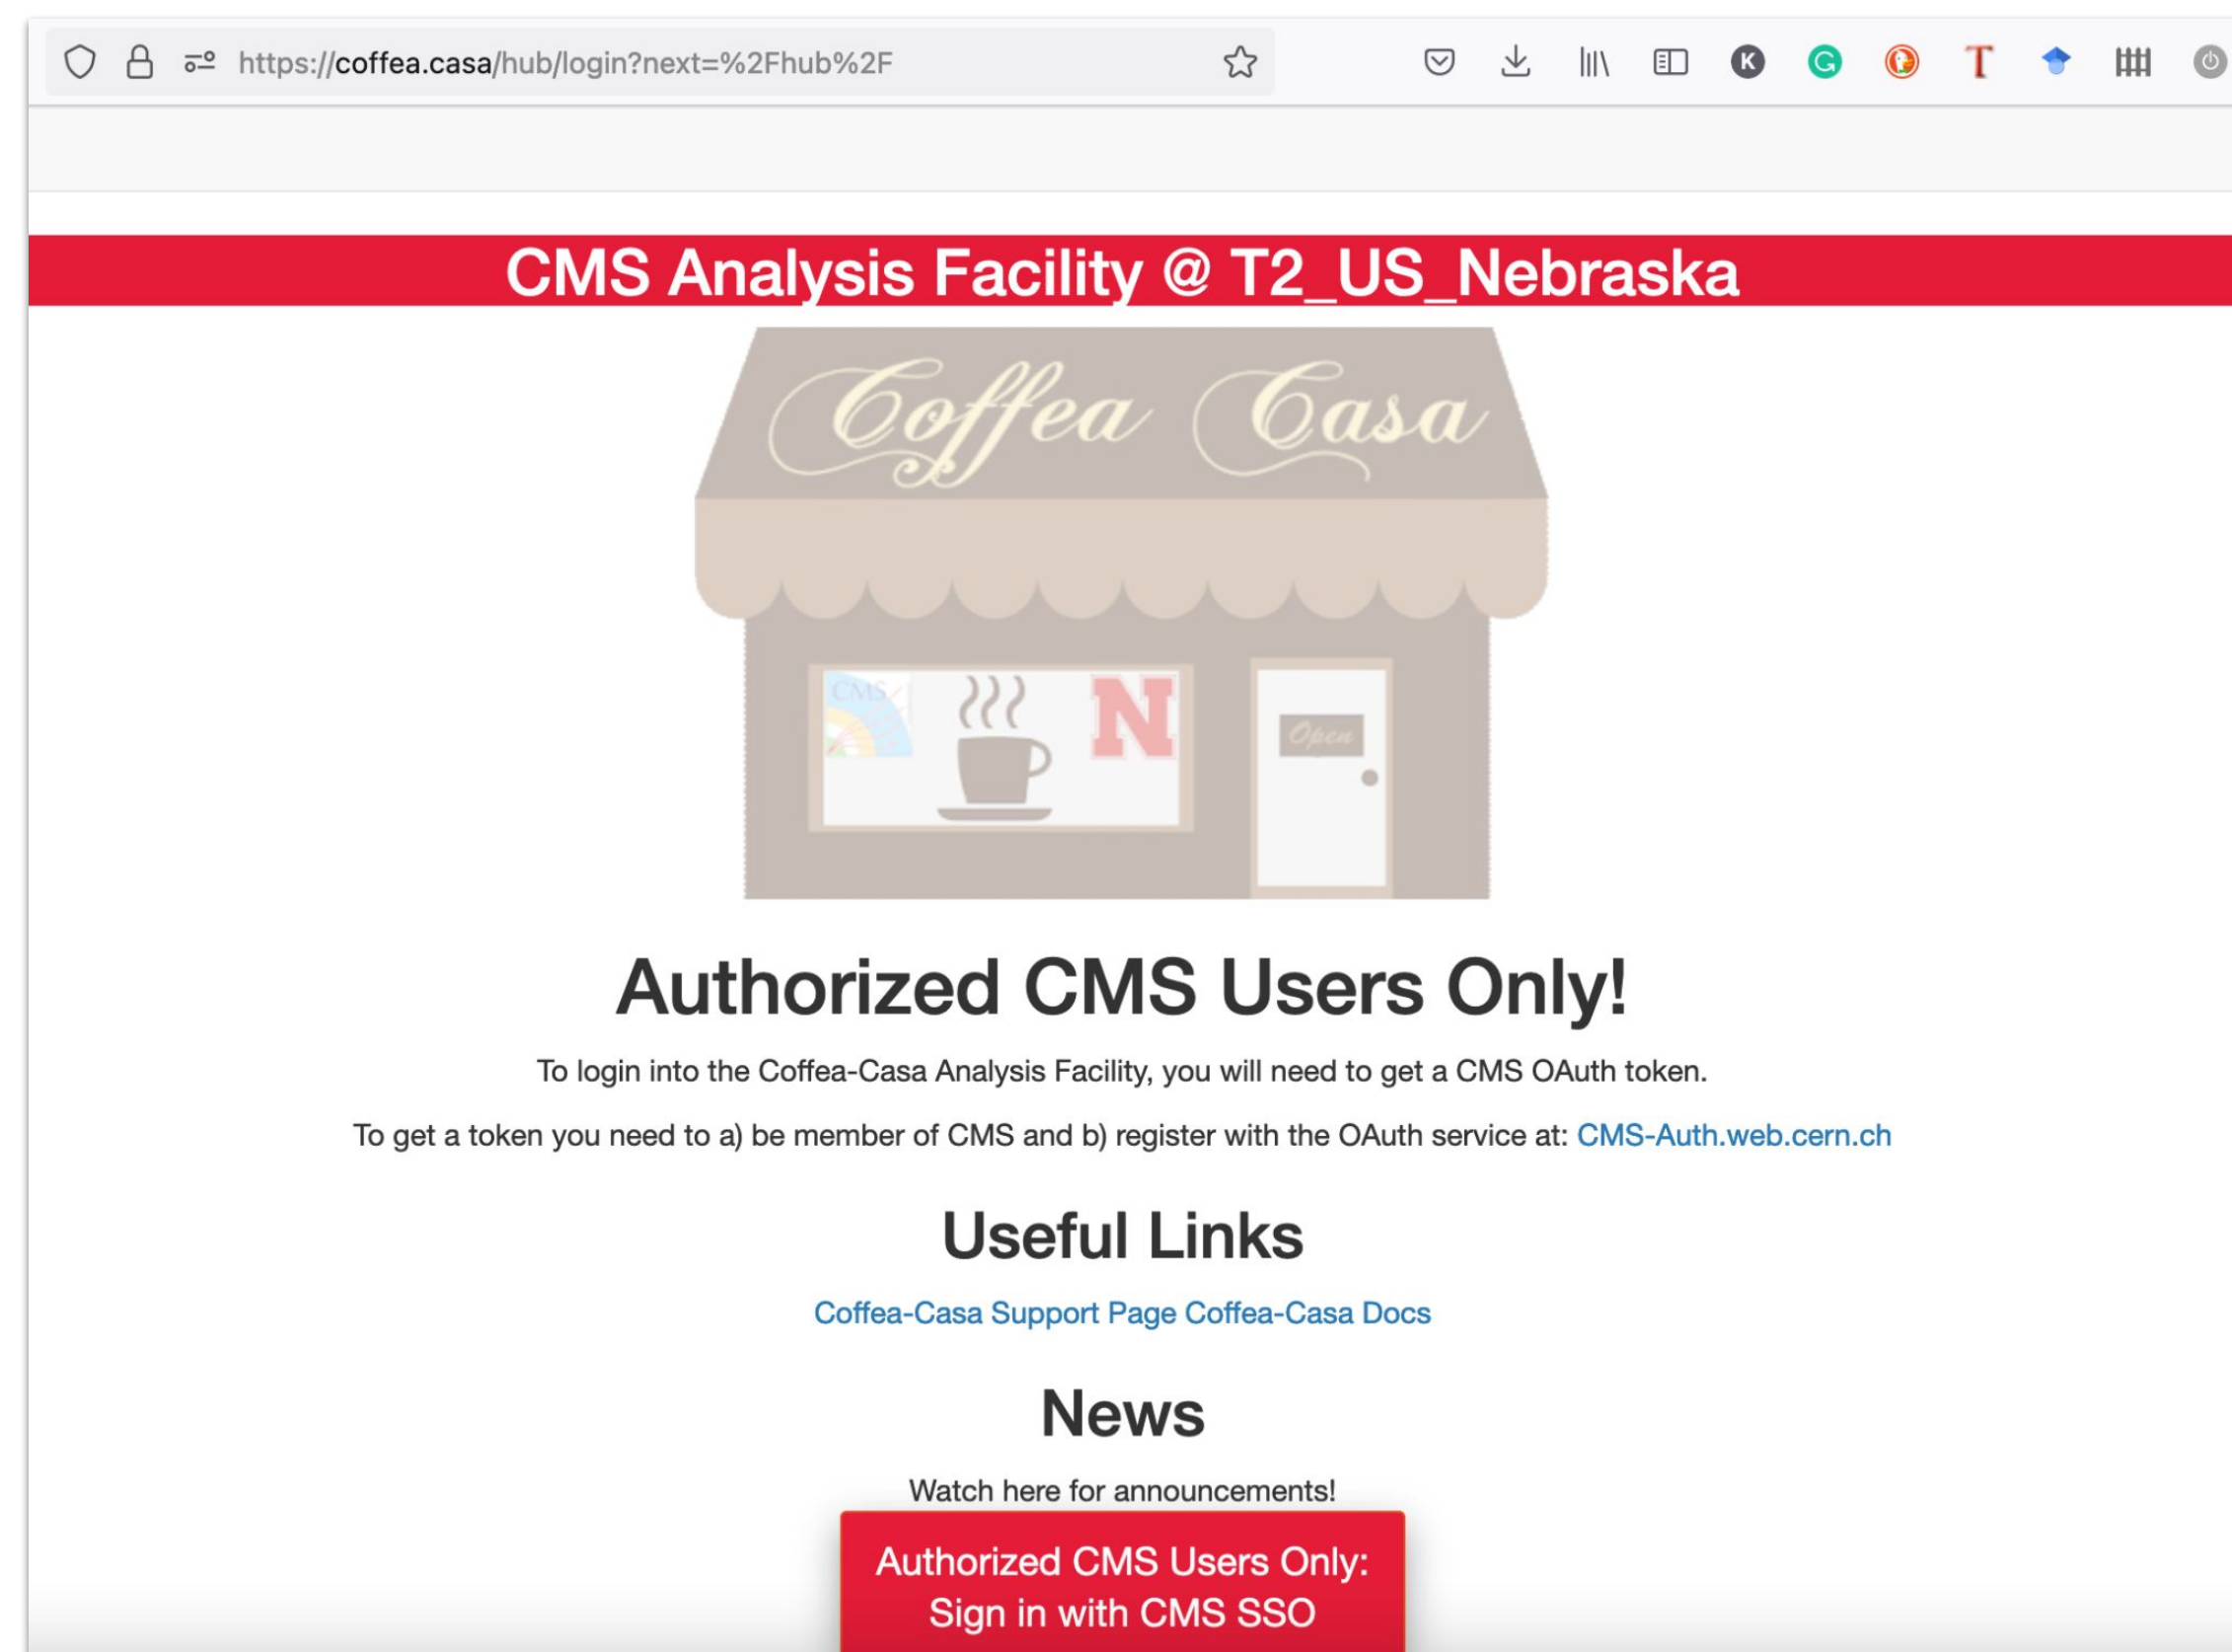 https://coffea.casa/hub/login?next=%2Fhub%2F
K
G
T
CMS Analysis Facility @ T2_US_Nebraska
Coffea Casa
CMS
N
Open
Authorized CMS Users Only!
To login into the Coffea-Casa Analysis Facility, you will need to get a CMS OAuth token.
To get a token you need to a) be member of CMS and b) register with the OAuth service at: CMS-Auth.web.cern.ch
Useful Links
Coffea-Casa Support Page Coffea-Casa Docs
News
Watch here for announcements!
Authorized CMS Users Only:
Sign in with CMS SSO